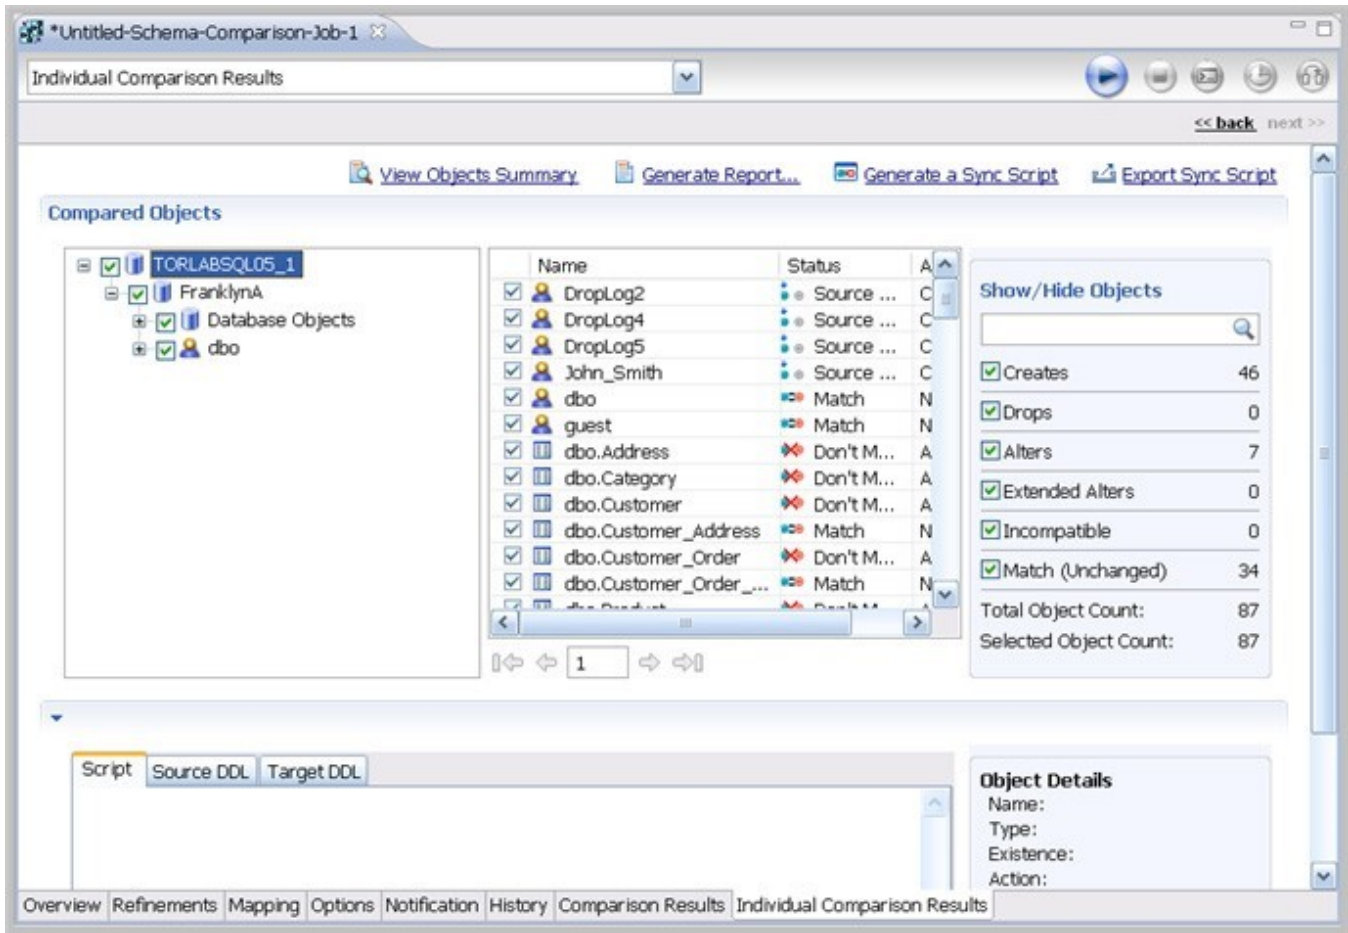 *Untitled-Schema-Comparison-Job-1
Individual Comparison Results
<< back next >>
View Objects Summary Generate Report... Generate a Sync Script Export Sync Script
Compared Objects
TORLABSQL05_1
FranklynA
Database Objects
dbo
Name Status A
DropLog2 Source ... C
DropLog4 Source ... C
DropLog5 Source ... C
John_Smith Source ... C
dbo Match N
guest Match N
dbo.Address Don't M... A
dbo.Category Don't M... A
dbo.Customer Don't M... A
dbo.Customer_Address Match N
dbo.Customer_Order Don't M... A
dbo.Customer_Order_... Match N
dbo.Product Don't M... A
1
Show/Hide Objects
Creates 46
Drops 0
Alters 7
Extended Alters 0
Incompatible 0
Match (Unchanged) 34
Total Object Count: 87
Selected Object Count: 87
Script Source DDL Target DDL
Object Details
Name:
Type:
Existence:
Action:
Overview Refinements Mapping Options Notification History Comparison Results Individual Comparison Results